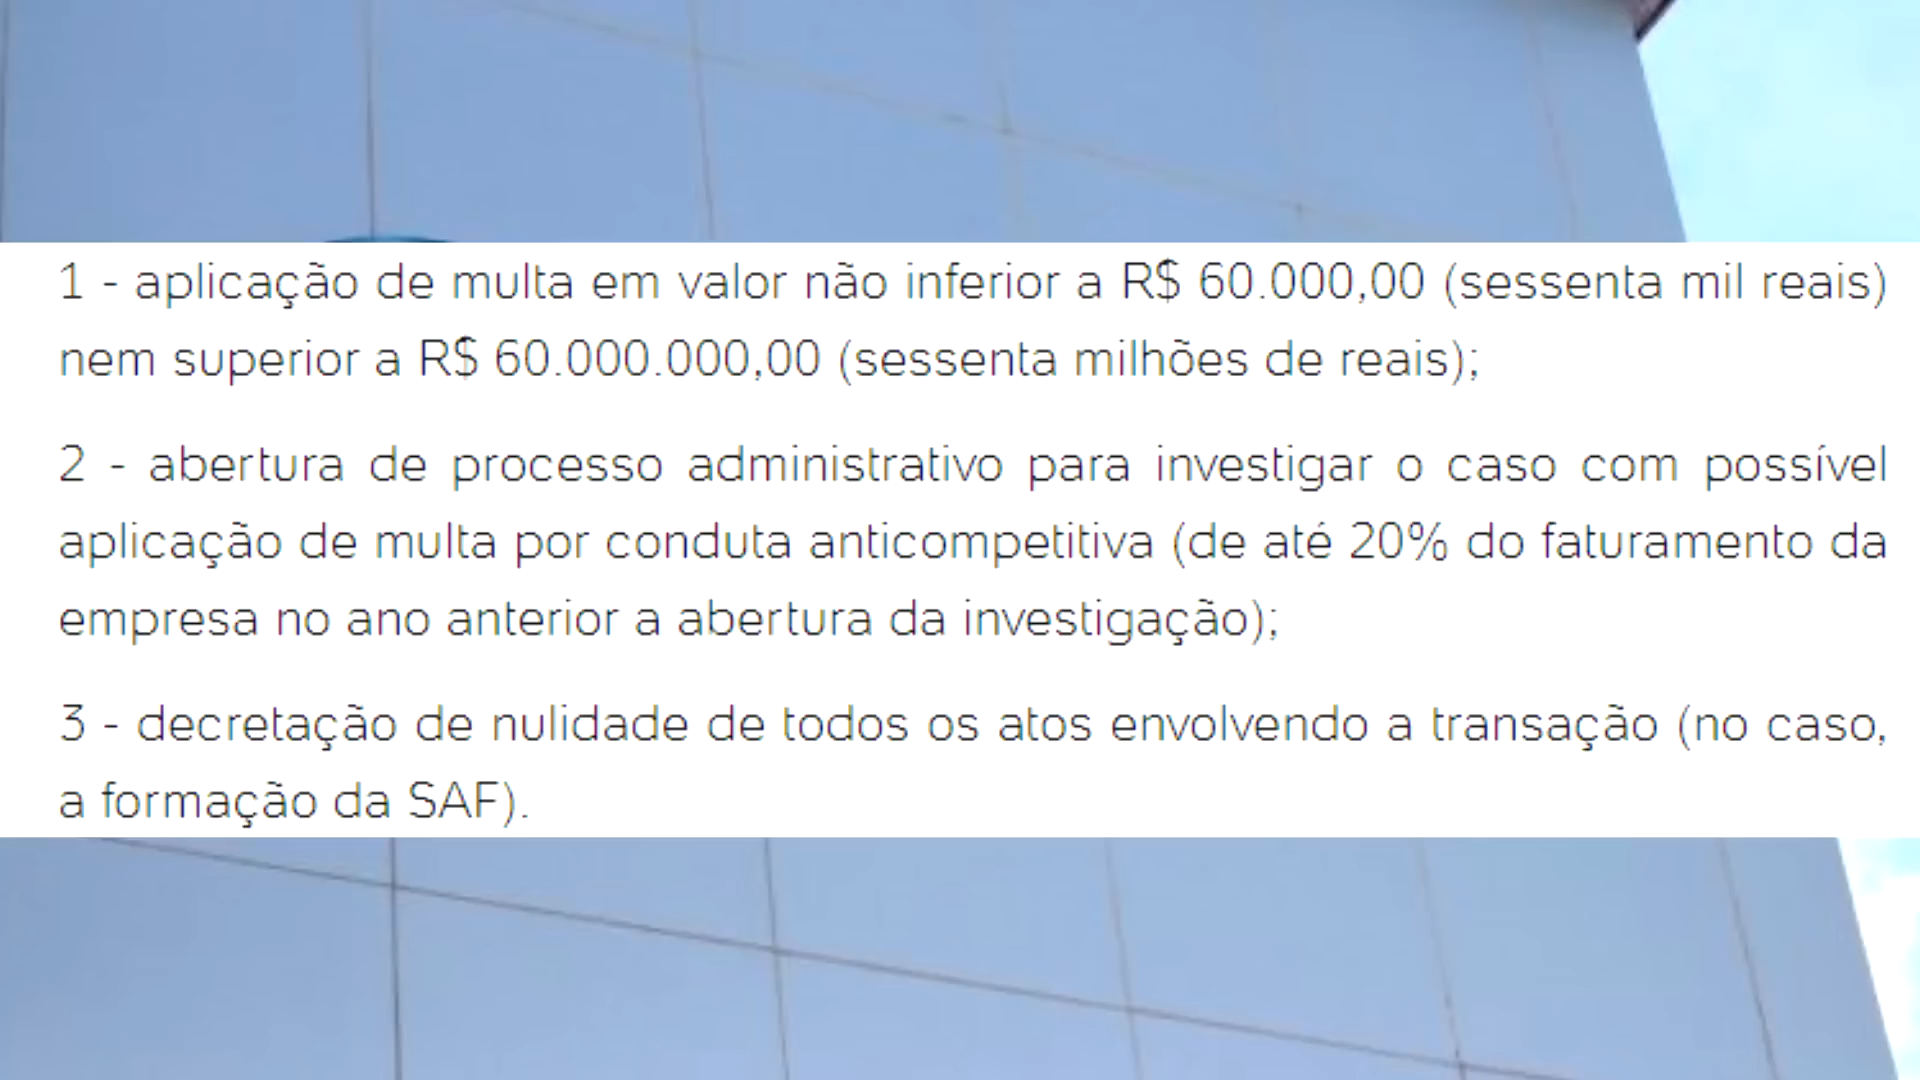 1 - aplicação de multa em valor não inferior a R$ 60.000,00 (sessenta mil reais)
nem superior a R$ 60.000.000,00 (sessenta milhões de reais);
2 - abertura de processo administrativo para investigar o caso com possível
aplicação de multa por conduta anticompetitiva (de até 20% do faturamento da
empresa no ano anterior a abertura da investigação);
3 - decretação de nulidade de todos os atos envolvendo a transação (no caso,
a formação da SAF).